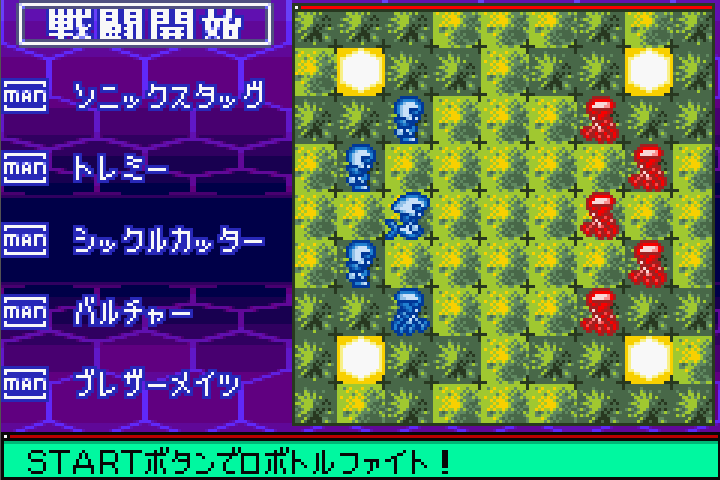 戦闘開始
MAN ソニックスタッグ
MAN トレミー
MAN シックルカッター
MAN バルチャー
MAN ブレザーメイツ
STARTボタンでロボトルファイト！